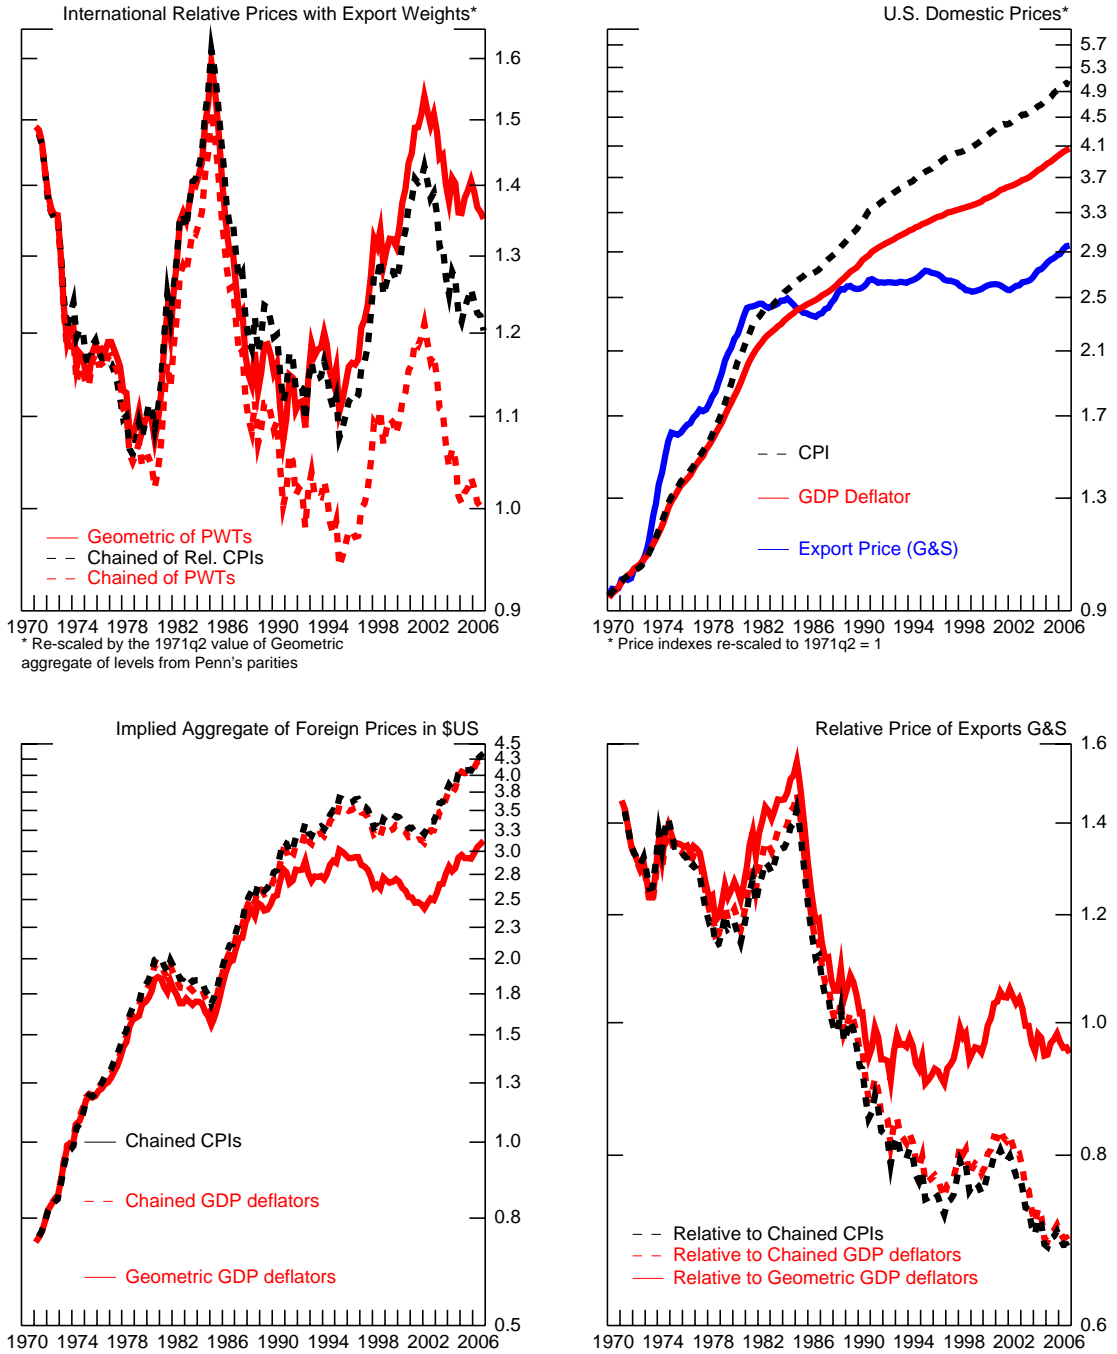 International Relative Prices with Export Weights*
1.6
1.5
1.4
1.3
1.2
1.1
1.0
0.9
Geometric of PWTs
Chained of Rel. CPIs
Chained of PWTs
1970 1974 1978 1982 1986 1990 1994 1998 2002 2006
* Re-scaled by the 1971q2 value of Geometric
aggregate of levels from Penn's parities
U.S. Domestic Prices*
5.7
5.3
4.9
4.5
4.1
3.7
3.3
2.9
2.5
2.1
1.7
1.3
0.9
CPI
GDP Deflator
Export Price (G&S)
1970 1974 1978 1982 1986 1990 1994 1998 2002 2006
* Price indexes re-scaled to 1971q2 = 1
Implied Aggregate of Foreign Prices in $US
4.5
4.3
4.0
3.8
3.5
3.3
3.0
2.8
2.5
2.3
2.0
1.8
1.5
1.3
1.0
0.8
0.5
Chained CPIs
Chained GDP deflators
Geometric GDP deflators
1970 1974 1978 1982 1986 1990 1994 1998 2002 2006
Relative Price of Exports G&S
1.6
1.4
1.2
1.0
0.8
0.6
Relative to Chained CPIs
Relative to Chained GDP deflators
Relative to Geometric GDP deflators
1970 1974 1978 1982 1986 1990 1994 1998 2002 2006